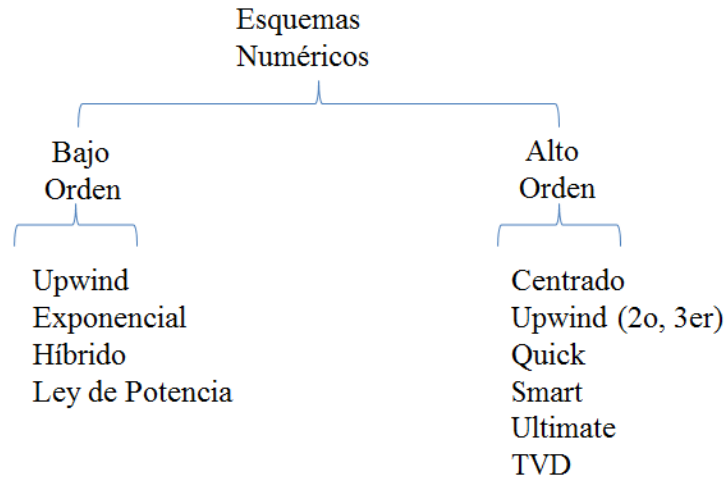 Esquemas
Numéricos
Bajo
Orden
Alto
Orden
Upwind
Exponencial
Híbrido
Ley de Potencia
Centrado
Upwind (2o, 3er)
Quick
Smart
Ultimate
TVD